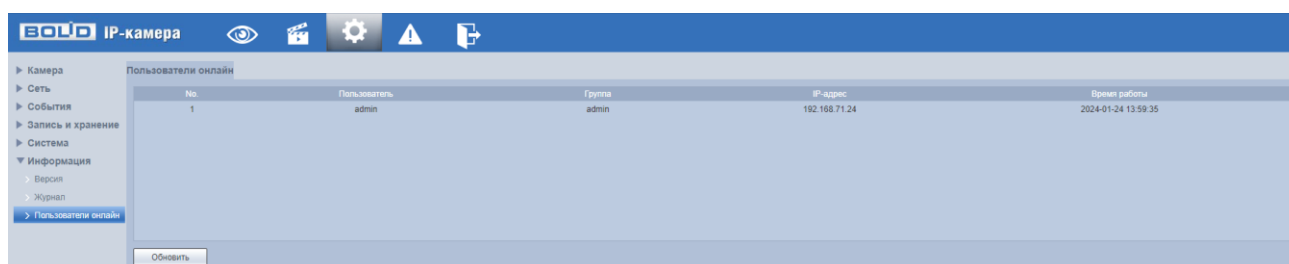 BOLID IP-камера
Камера
Сеть
События
Запись и хранение
Система
Информация
Версия
Журнал
Пользователи онлайн
Пользователи онлайн
No. Пользователь Группа IP-адрес Время работы
1 admin admin 192.168.71.24 2024-01-24 13:59:35
Обновить